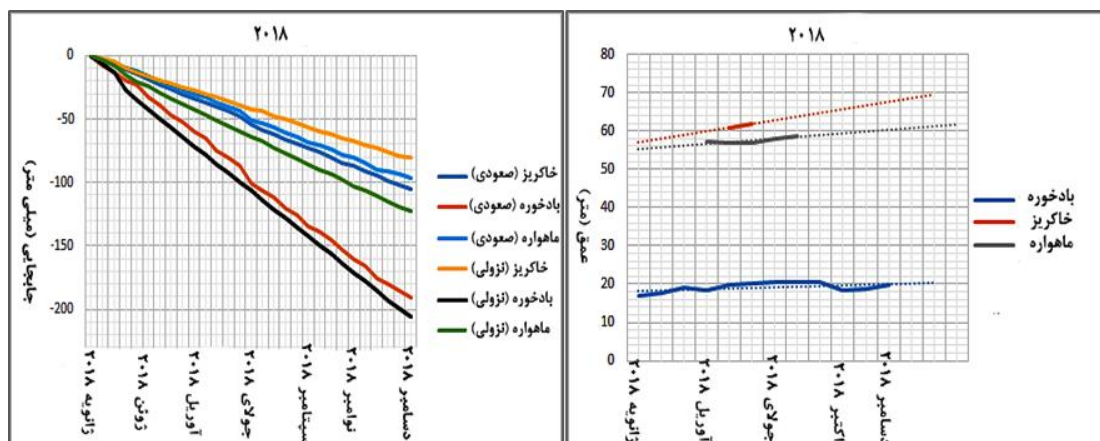 ۲۰۱۸
0
-50
-100
-150
-200
جابجایی (میلی متر)
ژانویه ۲۰۱۸
ژوئن ۲۰۱۸
آوریل ۲۰۱۸
جولای ۲۰۱۸
سپتامبر ۲۰۱۸
نوامبر ۲۰۱۸
دسامبر ۲۰۱۸
خاکریز (صعودی)
بادخوره (صعودی)
ماهواره (صعودی)
خاکریز (نزولی)
بادخوره (نزولی)
ماهواره (نزولی)
۲۰۱۸
80
70
60
50
40
30
20
10
0
عمق (متر)
ژانویه ۲۰۱۸
آوریل ۲۰۱۸
جولای ۲۰۱۸
اکتبر ۲۰۱۸
دسامبر ۲۰۱۸
بادخوره
خاکریز
ماهواره